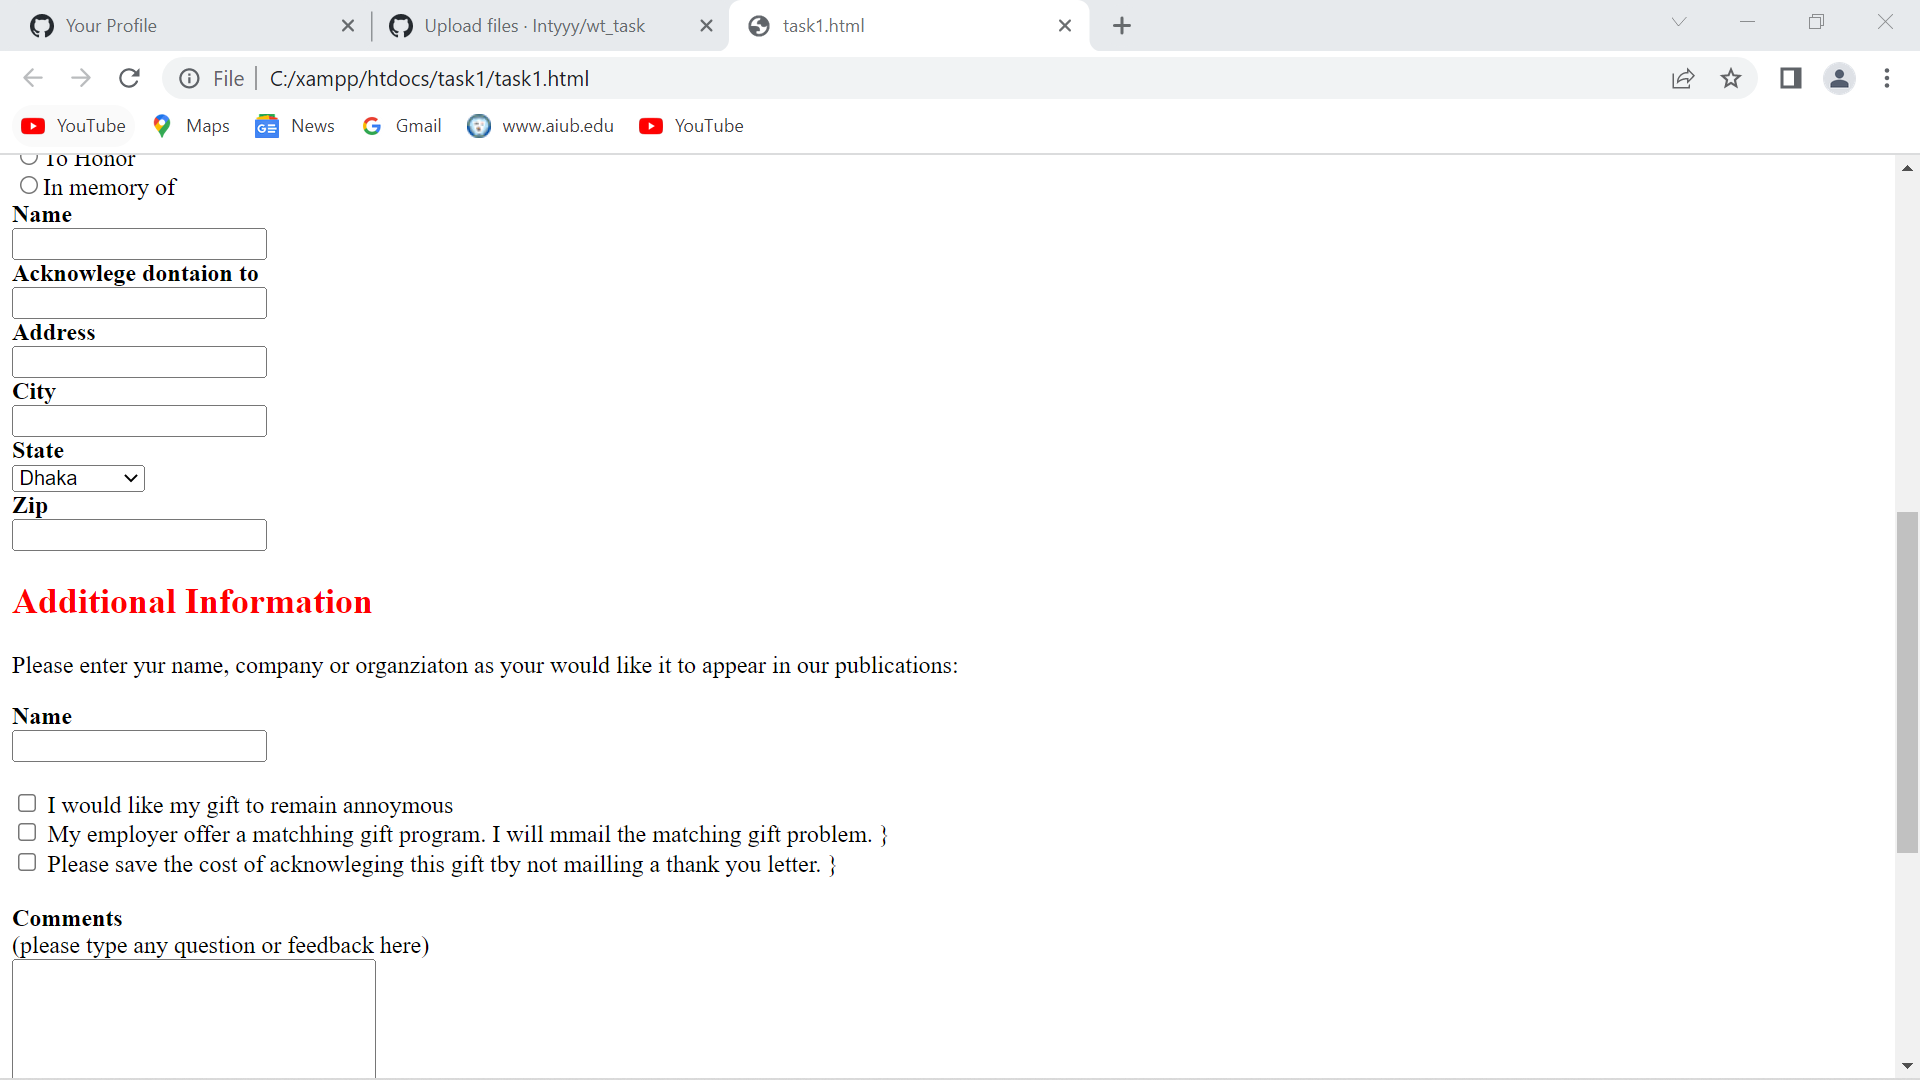 Your Profile
Upload files · Intyyy/wt_task
task1.html
File
C:/xampp/htdocs/task1/task1.html
YouTube
Maps
News
Gmail
www.aiub.edu
YouTube
To Honor
In memory of
Name
Acknowlege dontaion to
Address
City
State
Dhaka
Zip
Additional Information
Please enter yur name, company or organziaton as your would like it to appear in our publications:
Name
I would like my gift to remain annoymous
My employer offer a matchhing gift program. I will mmail the matching gift problem. }
Please save the cost of acknowleging this gift tby not mailling a thank you letter. }
Comments
(please type any question or feedback here)